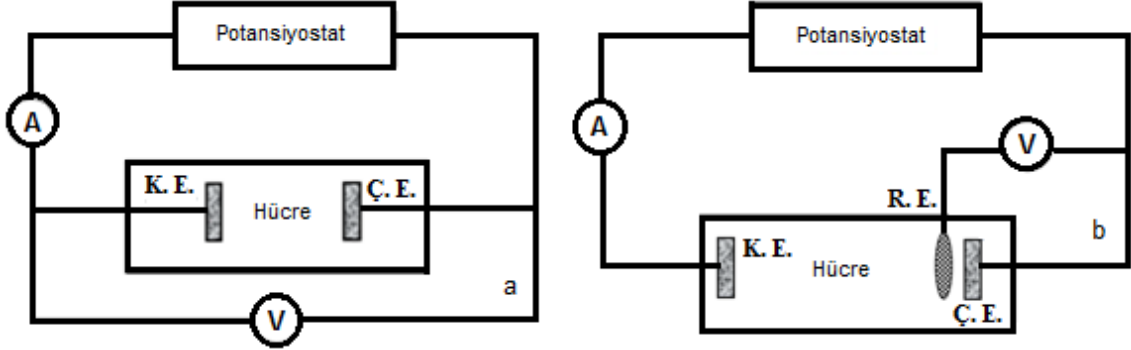 Potansiyostat
A
K. E.
Ç. E.
Hücre
a
V
Potansiyostat
A
V
R. E.
b
K. E.
Hücre
Ç. E.